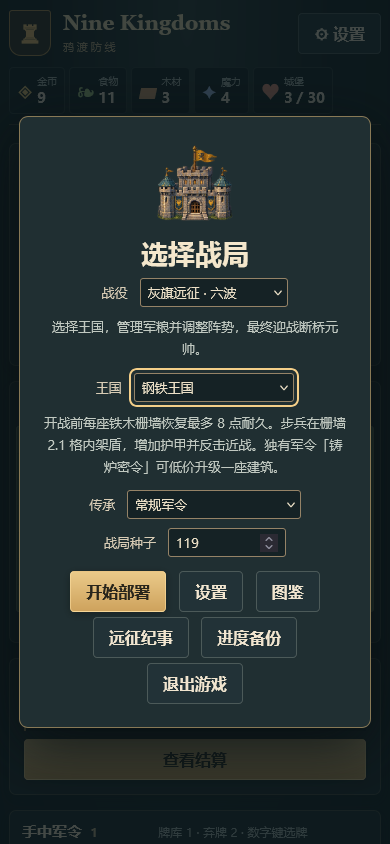 Nine Kingdoms
鸦渡防线
设置
金币
9
食物
11
木材
3
魔力
4
城堡
3 / 30
选择战局
战役 灰旗远征 · 六波
选择王国，管理军粮并调整阵势，最终迎战断桥元
帅。
王国 钢铁王国
开战前每座铁木栅墙恢复最多 8 点耐久。步兵在栅墙
2.1 格内架盾，增加护甲并反击近战。独有军令「铸
炉密令」可低价升级一座建筑。
传承 常规军令
战局种子 119
开始部署 设置 图鉴
远征纪事 进度备份
退出游戏
查看结算
手中军令 1 牌库 1 · 弃牌 2 · 数字键选牌